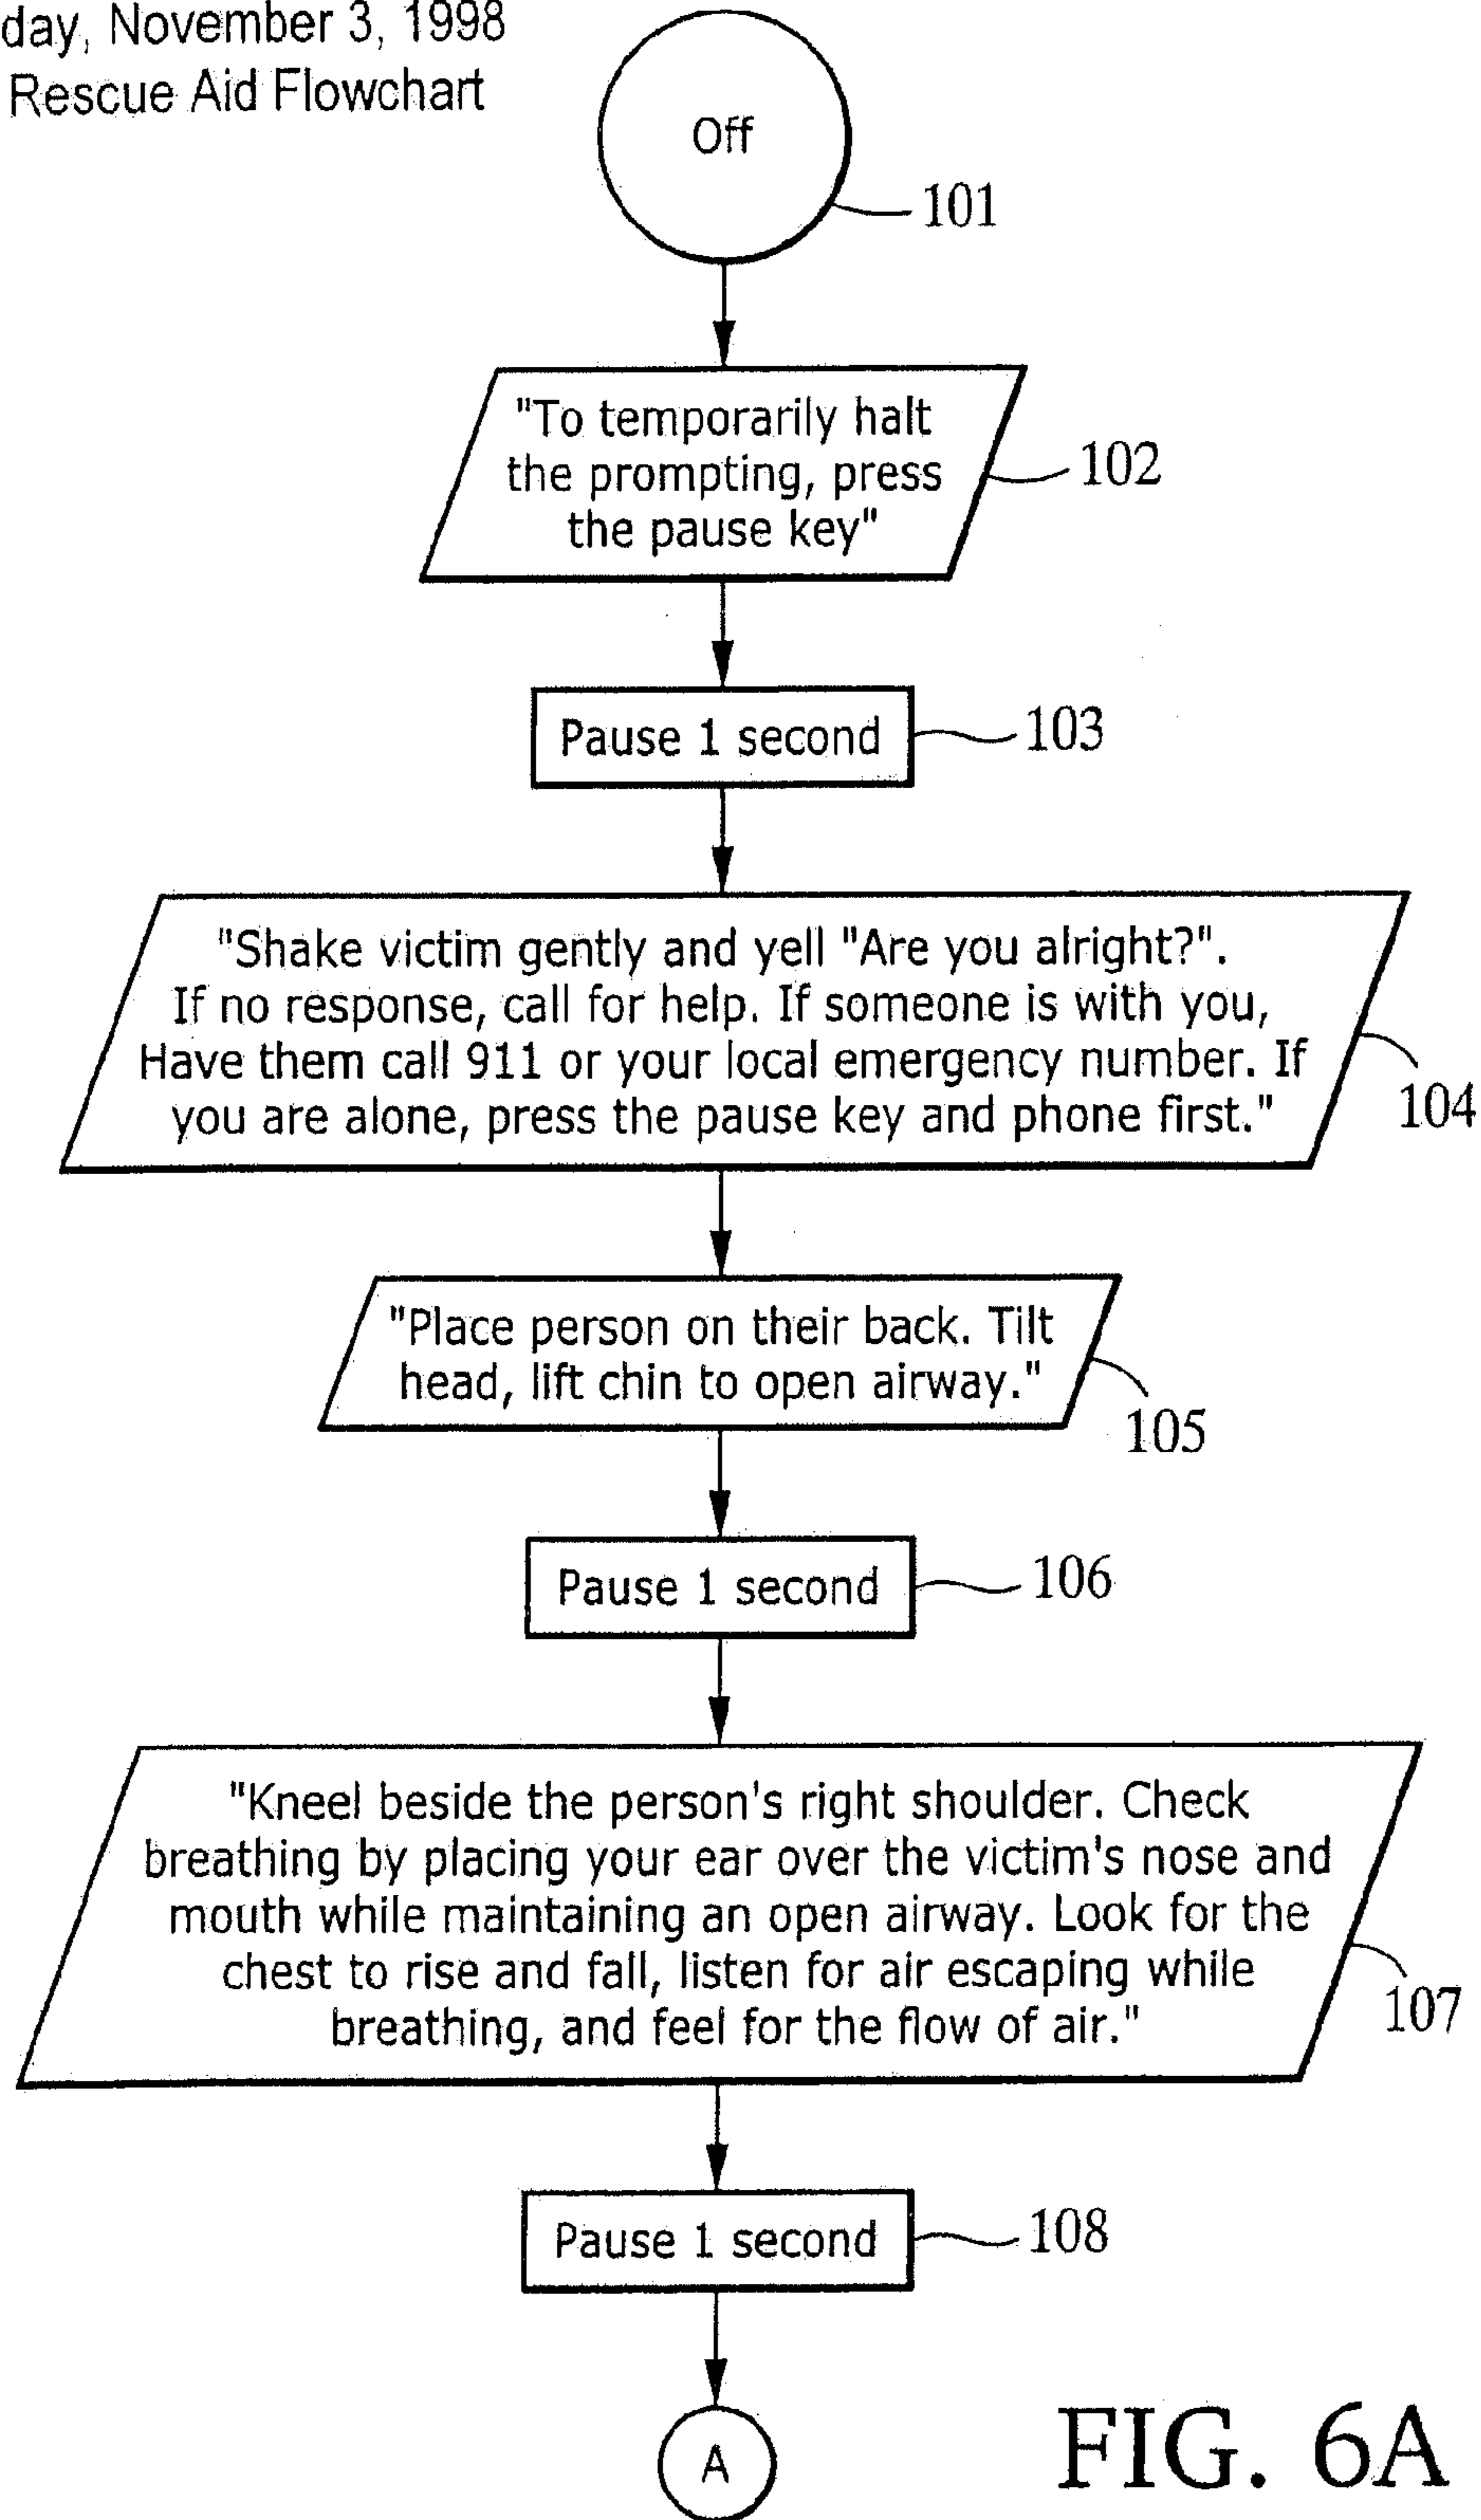 day, November 3, 1998
Rescue Aid Flowchart
Off
101
"To temporarily halt
the prompting, press
the pause key"
102
Pause 1 second
103
"Shake victim gently and yell "Are you alright?".
If no response, call for help. If someone is with you,
Have them call 911 or your local emergency number. If
you are alone, press the pause key and phone first."
104
"Place person on their back. Tilt
head, lift chin to open airway."
105
Pause 1 second
106
"Kneel beside the person's right shoulder. Check
breathing by placing your ear over the victim's nose and
mouth while maintaining an open airway. Look for the
chest to rise and fall, listen for air escaping while
breathing, and feel for the flow of air."
107
Pause 1 second
108
A
FIG. 6A